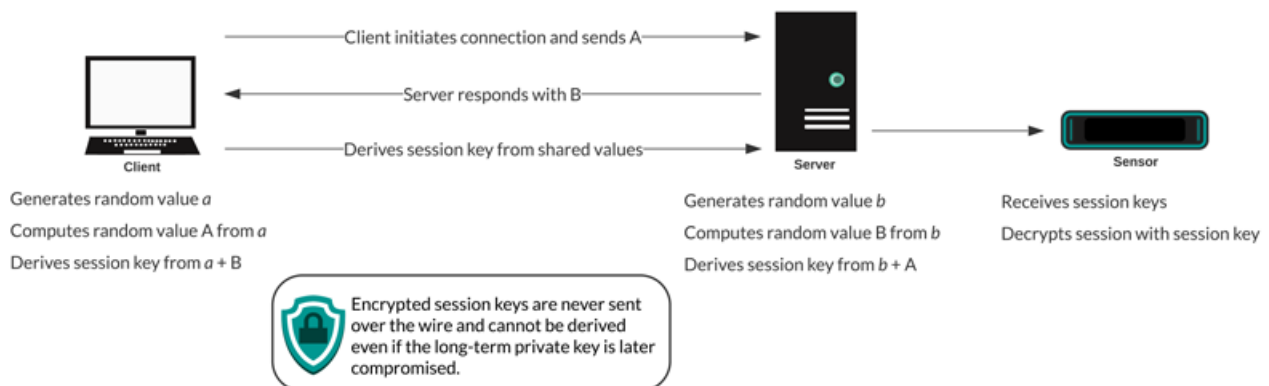 Client initiates connection and sends A
Server responds with B
Derives session key from shared values
Client
Server
Sensor
Generates random value a
Computes random value A from a
Derives session key from a + B
Generates random value b
Computes random value B from b
Derives session key from b + A
Receives session keys
Decrypts session with session key
Encrypted session keys are never sent
over the wire and cannot be derived
even if the long-term private key is later
compromised.